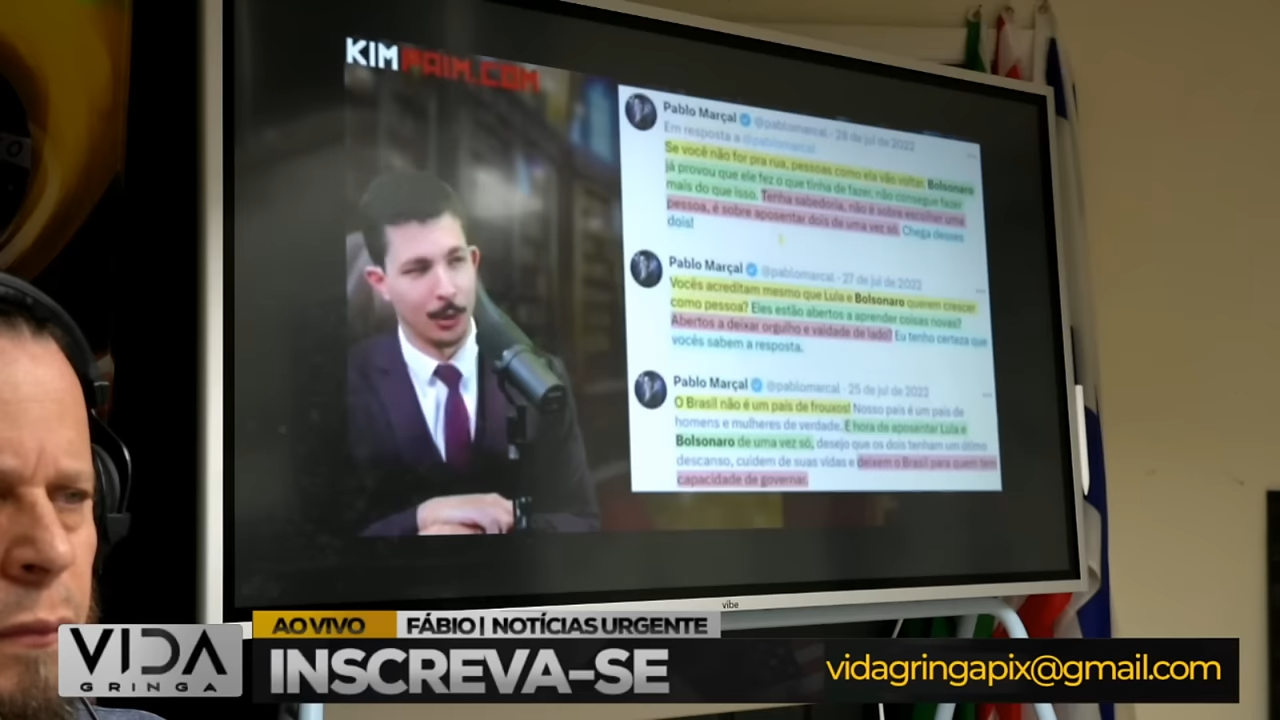 KIMPAIM.COM
Pablo Marçal @pablomarcal · 28 de jul de 2022
Em resposta a @pablomarcal
Se você não for pra rua, pessoas como ela vão voltar. Bolsonaro
já provou que ele fez o que tinha de fazer, não consegue fazer
mais do que isso. Tenha sabedoria, não é sobre escolher uma
pessoa, é sobre aposentar dois de uma vez só. Chega desses
dois!
Pablo Marçal @pablomarcal · 27 de jul de 2022
Vocês acreditam mesmo que Lula e Bolsonaro querem crescer
como pessoa? Eles estão abertos a aprender coisas novas?
Abertos a deixar orgulho e vaidade de lado? Eu tenho certeza que
vocês sabem a resposta.
Pablo Marçal @pablomarcal · 25 de jul de 2022
O Brasil não é um país de frouxos! Nosso país é um país de
homens e mulheres de verdade. É hora de aposentar Lula e
Bolsonaro de uma vez só, desejo que os dois tenham um ótimo
descanso, cuidem de suas vidas e deixem o Brasil para quem tem
capacidade de governar.
vibe
AO VIVO FÁBIO | NOTÍCIAS URGENTE
VIDA
GRINGA
INSCREVA-SE
vidagringapix@gmail.com